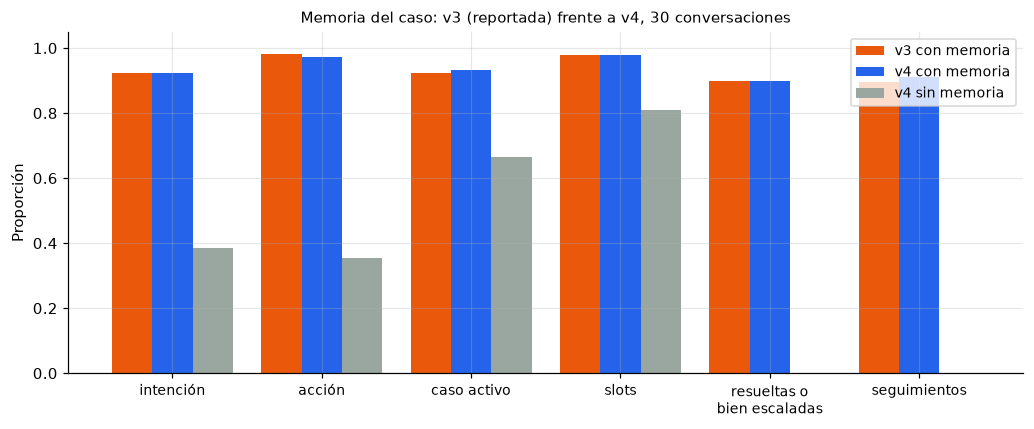 Memoria del caso: v3 (reportada) frente a v4, 30 conversaciones
v3 con memoria
v4 con memoria
v4 sin memoria
Proporción
1.0
0.8
0.6
0.4
0.2
0.0
intención
acción
caso activo
slots
resueltas o
bien escaladas
seguimientos